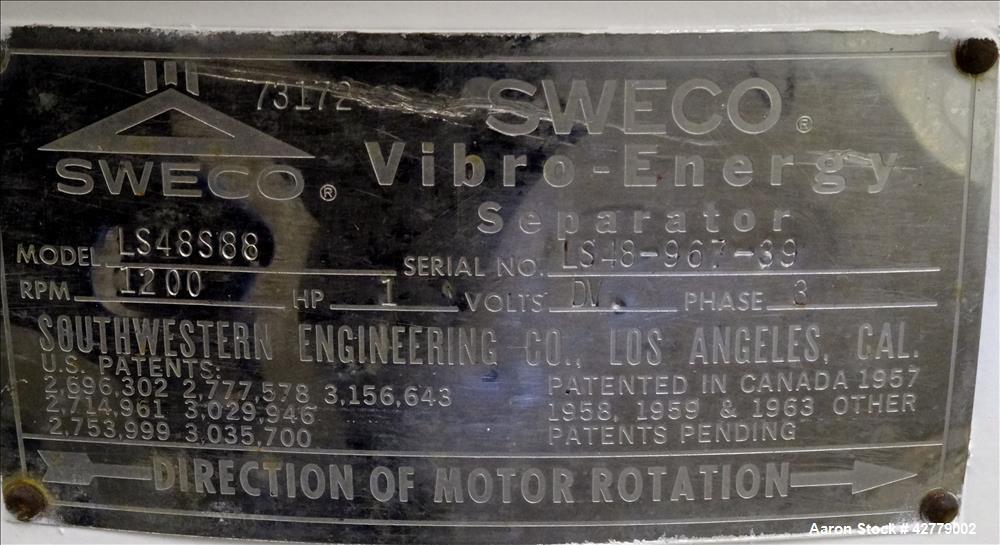 73172
SWECO®
SWECO®
Vibro-Energy
Separator
MODEL LS48S88 SERIAL NO. LS48-967-39
RPM 1200 HP 1 VOLTS DV PHASE 3
SOUTHWESTERN ENGINEERING CO., LOS ANGELES, CAL.
U.S. PATENTS:
2,696,302 2,777,578 3,156,643
2,714,961 3,029,946
2,753,999 3,035,700
PATENTED IN CANADA 1957
1958, 1959 & 1963 OTHER
PATENTS PENDING
DIRECTION OF MOTOR ROTATION
Aaron Stock # 42779002